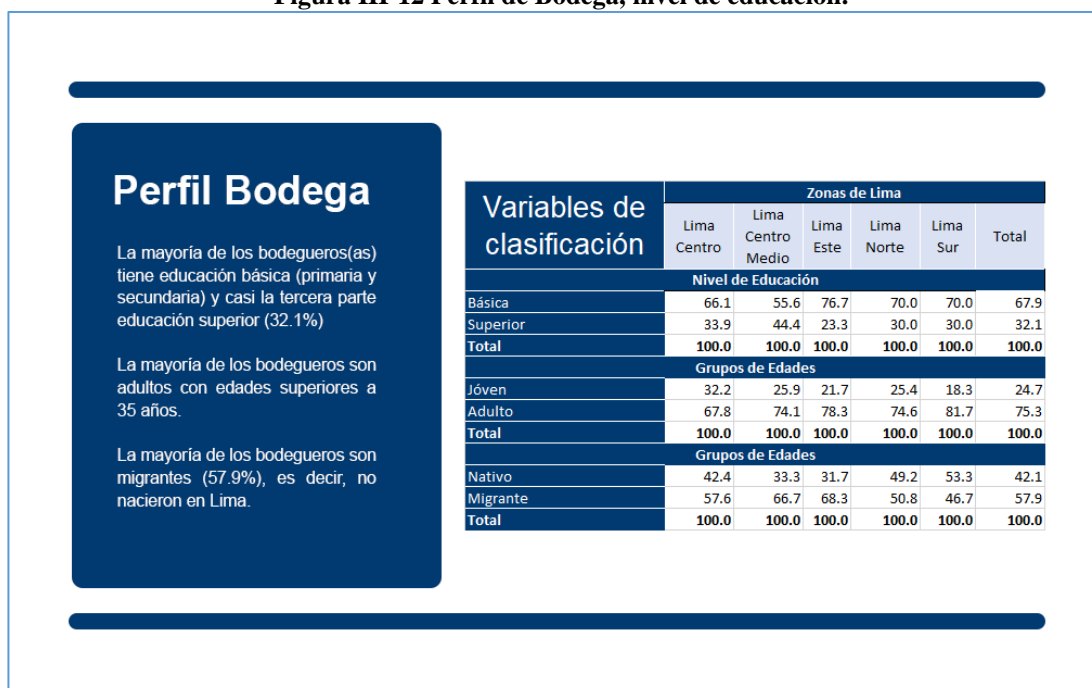 Figura III-12 Perfil de Bodega, nivel de educación.
Perfil Bodega
La mayoría de los bodegueros(as)
tiene educación básica (primaria y
secundaria) y casi la tercera parte
educación superior (32.1%)
La mayoría de los bodegueros son
adultos con edades superiores a
35 años.
La mayoría de los bodegueros son
migrantes (57.9%), es decir, no
nacieron en Lima.
Variables de
clasificación
Zonas de Lima
Lima Centro Lima Centro Medio Lima Este Lima Norte Lima Sur Total
Nivel de Educación
Básica 66.1 55.6 76.7 70.0 70.0 67.9
Superior 33.9 44.4 23.3 30.0 30.0 32.1
Total 100.0 100.0 100.0 100.0 100.0 100.0
Grupos de Edades
Jóven 32.2 25.9 21.7 25.4 18.3 24.7
Adulto 67.8 74.1 78.3 74.6 81.7 75.3
Total 100.0 100.0 100.0 100.0 100.0 100.0
Grupos de Edades
Nativo 42.4 33.3 31.7 49.2 53.3 42.1
Migrante 57.6 66.7 68.3 50.8 46.7 57.9
Total 100.0 100.0 100.0 100.0 100.0 100.0